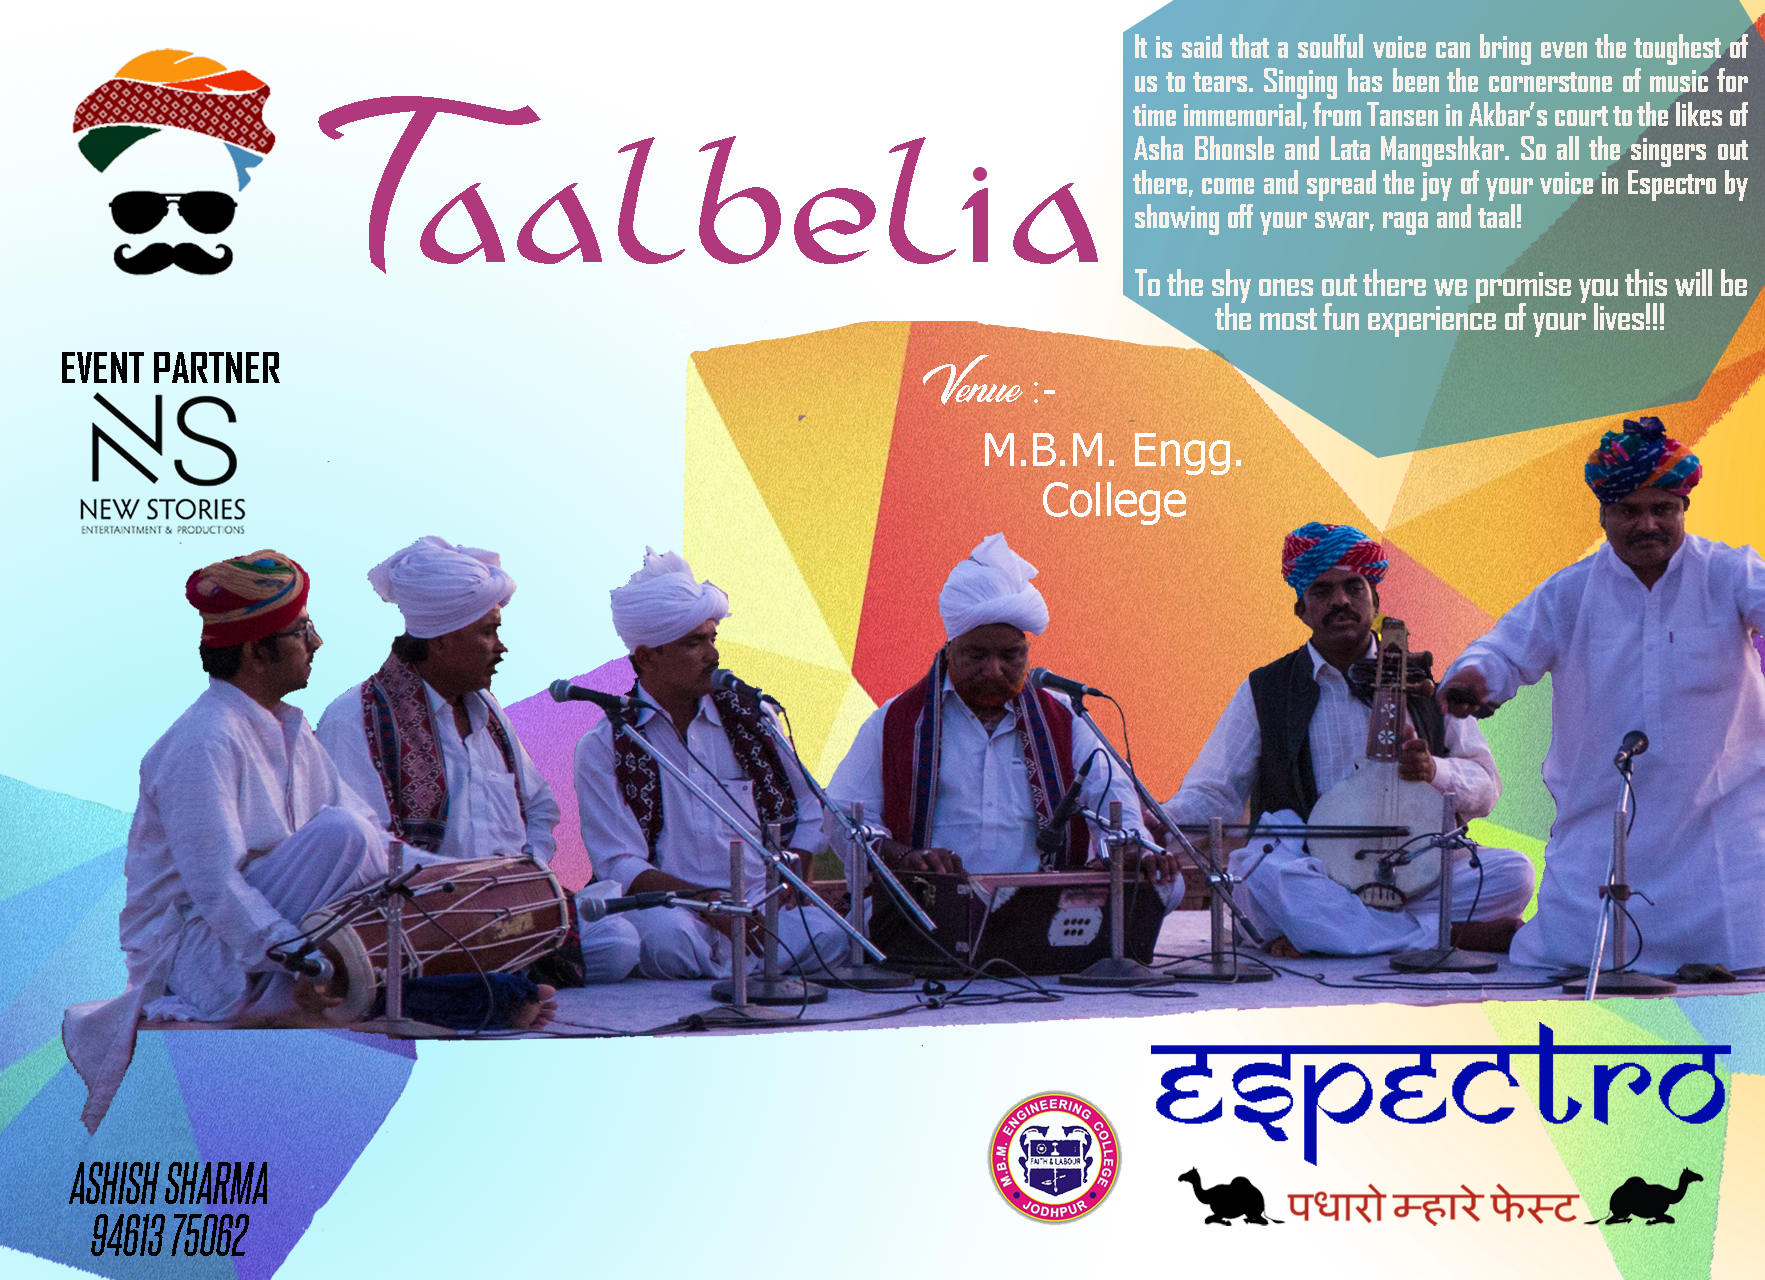 Taalbelia
It is said that a soulful voice can bring even the toughest of
us to tears. Singing has been the cornerstone of music for
time immemorial, from Tansen in Akbar's court to the likes of
Asha Bhonsle and Lata Mangeshkar. So all the singers out
there, come and spread the joy of your voice in Espectro by
showing off your swar, raga and taal!
To the shy ones out there we promise you this will be
the most fun experience of your lives!!!
EVENT PARTNER
NS
NEW STORIES
ENTERTAINTMENT & PRODUCTIONS
Venue :-
M.B.M. Engg.
College
ASHISH SHARMA
94613 75062
M.B.M. ENGINEERING COLLEGE
FAITH & LABOUR
JODHPUR
espectro
पधारो म्हारे फेस्ट